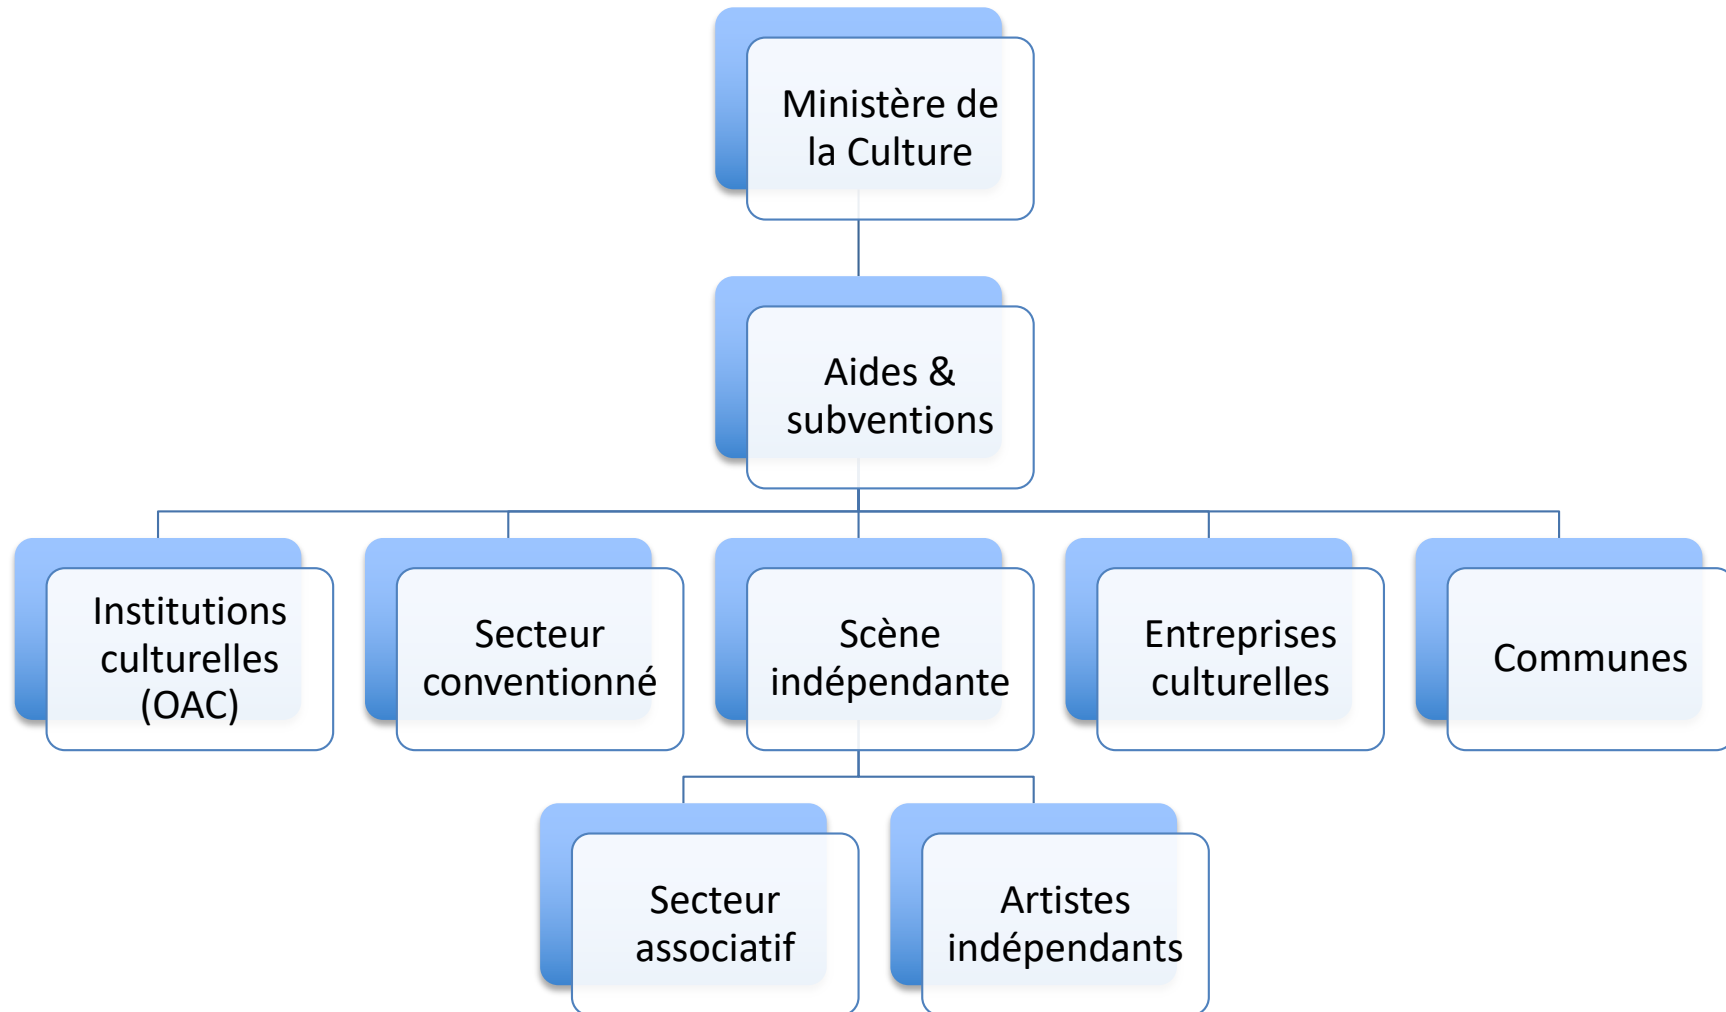 Ministère de
la Culture
Aides &
subventions
Institutions
culturelles
(OAC)
Secteur
conventionné
Scène
indépendante
Entreprises
culturelles
Communes
Secteur
associatif
Artistes
indépendants